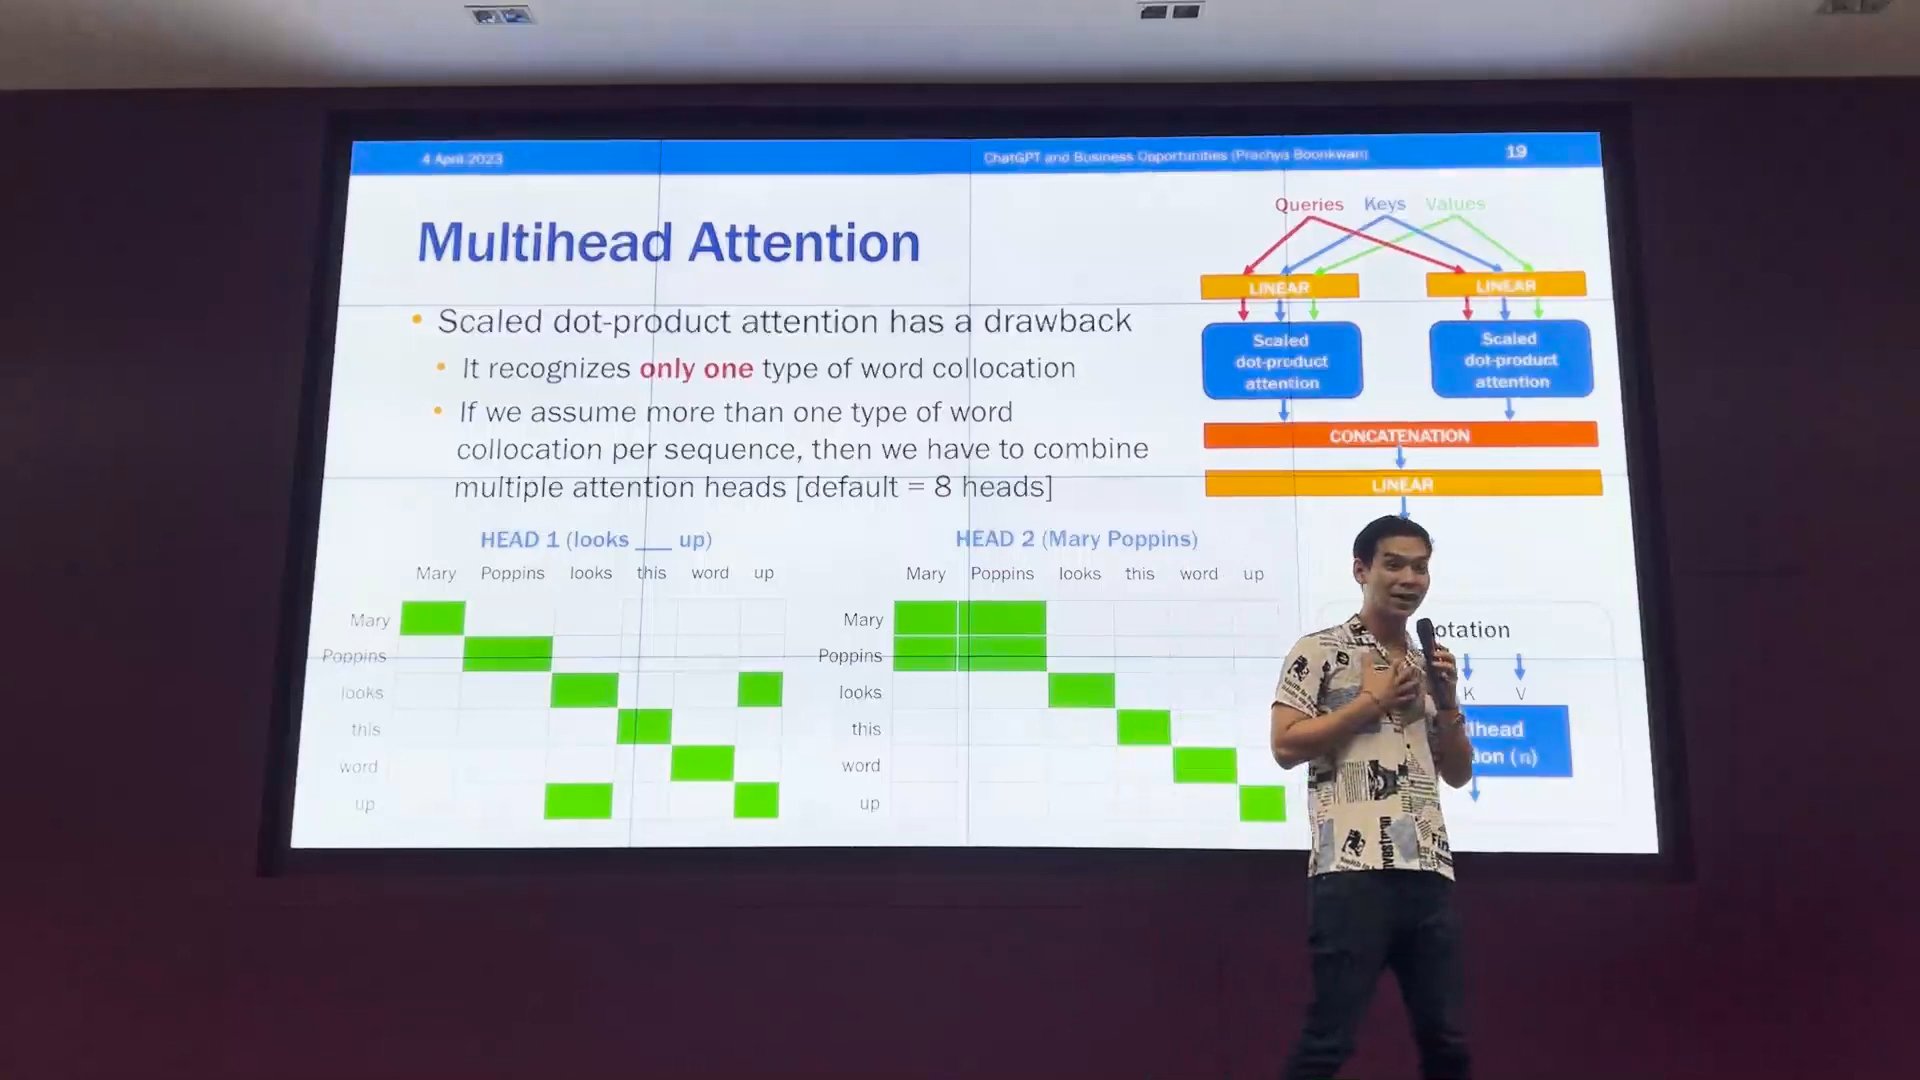 4 April 2023
ChatGPT and Business Opportunities (Prachya Boonkwan)
19
Multihead Attention
• Scaled dot-product attention has a drawback
• It recognizes only one type of word collocation
• If we assume more than one type of word
collocation per sequence, then we have to combine
multiple attention heads [default = 8 heads]
Queries Keys Values
LINEAR LINEAR
Scaled
dot-product
attention
Scaled
dot-product
attention
CONCATENATION
LINEAR
HEAD 1 (looks ___ up)
Mary Poppins looks this word up
Mary
Poppins
looks
this
word
up
HEAD 2 (Mary Poppins)
Mary Poppins looks this word up
Mary
Poppins
looks
this
word
up
otation
K V
ihead
ion (n)